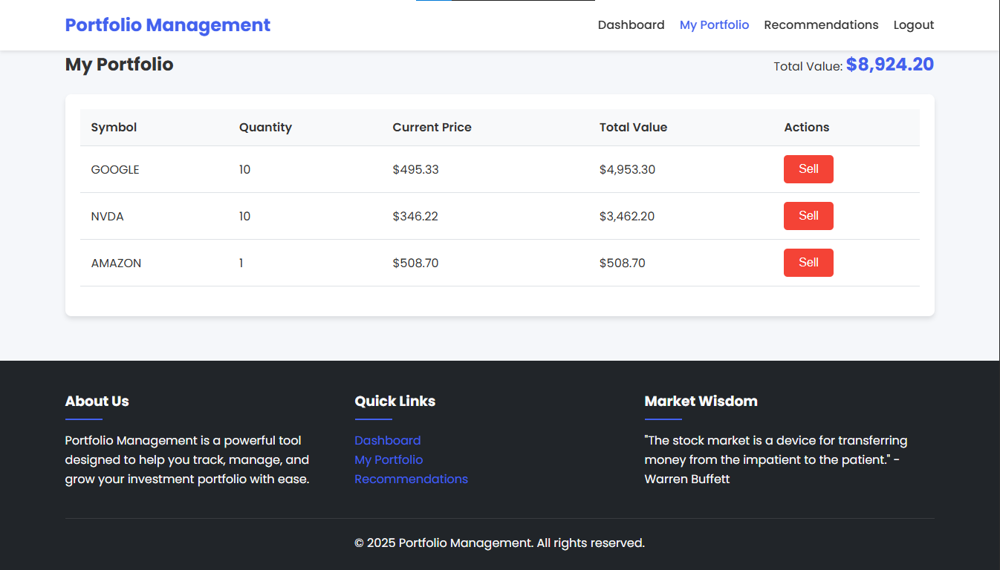 Portfolio Management Dashboard My Portfolio Recommendations Logout
My Portfolio Total Value: $8,924.20
Symbol Quantity Current Price Total Value Actions
GOOGLE 10 $495.33 $4,953.30 Sell
NVDA 10 $346.22 $3,462.20 Sell
AMAZON 1 $508.70 $508.70 Sell
About Us
Portfolio Management is a powerful tool
designed to help you track, manage, and
grow your investment portfolio with ease.
Quick Links
Dashboard
My Portfolio
Recommendations
Market Wisdom
"The stock market is a device for transferring
money from the impatient to the patient." -
Warren Buffett
© 2025 Portfolio Management. All rights reserved.